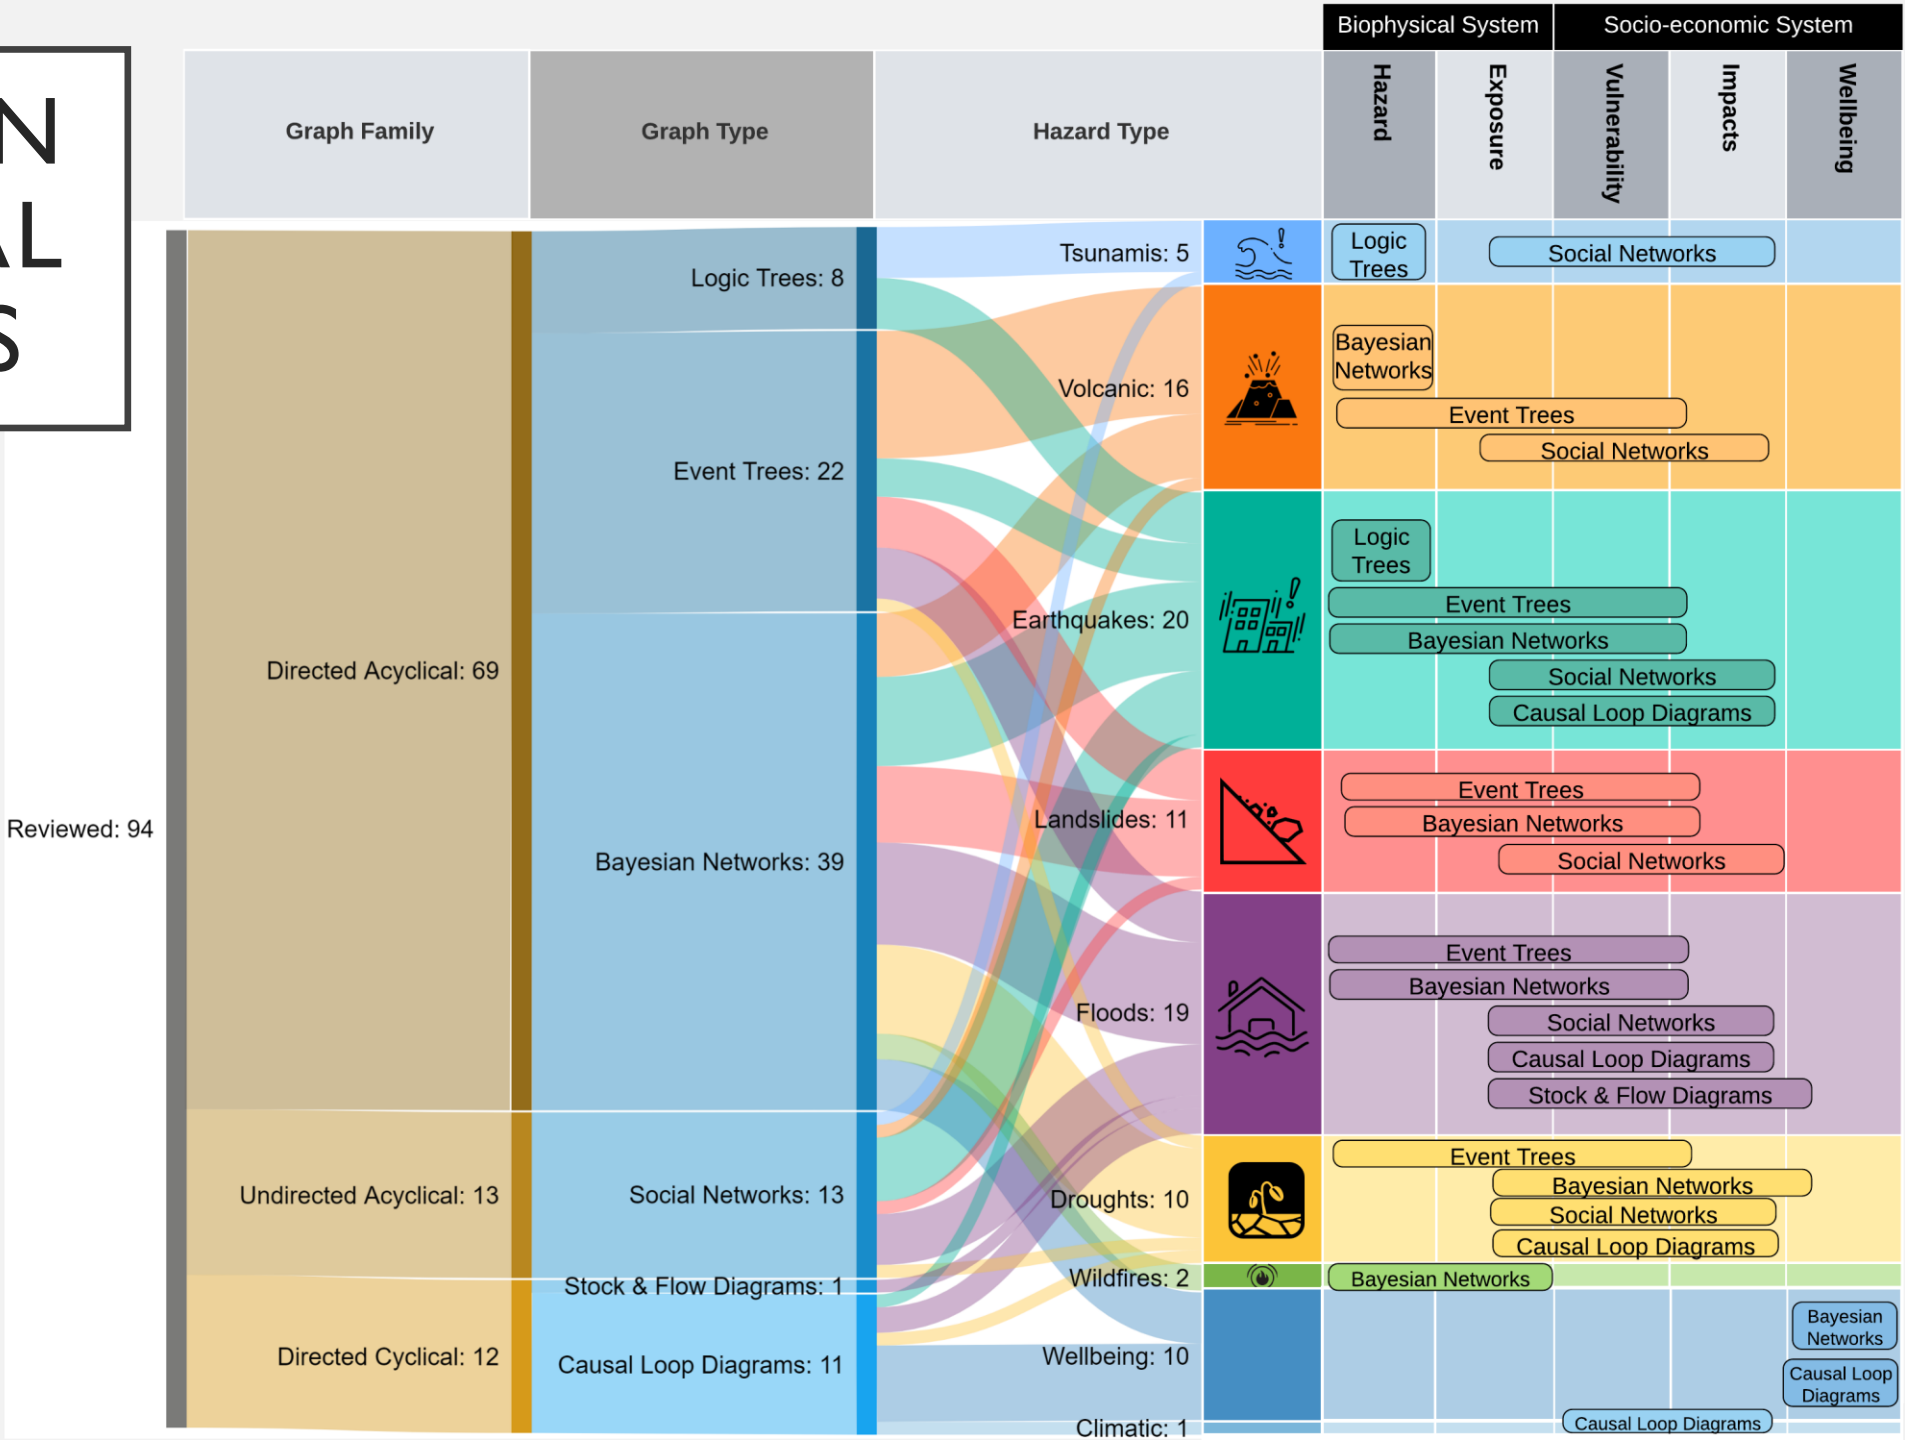 N
AL
S
Biophysical System
Socio-economic System
Graph Family
Graph Type
Hazard Type
Hazard
Exposure
Vulnerability
Impacts
Wellbeing
Reviewed: 94
Directed Acyclical: 69
Undirected Acyclical: 13
Directed Cyclical: 12
Logic Trees: 8
Event Trees: 22
Bayesian Networks: 39
Social Networks: 13
Stock & Flow Diagrams: 1
Causal Loop Diagrams: 11
Tsunamis: 5
Volcanic: 16
Earthquakes: 20
Landslides: 11
Floods: 19
Droughts: 10
Wildfires: 2
Wellbeing: 10
Climatic: 1
Logic
Trees
Social Networks
Bayesian
Networks
Event Trees
Social Networks
Logic
Trees
Event Trees
Bayesian Networks
Social Networks
Causal Loop Diagrams
Event Trees
Bayesian Networks
Social Networks
Event Trees
Bayesian Networks
Social Networks
Causal Loop Diagrams
Stock & Flow Diagrams
Event Trees
Bayesian Networks
Social Networks
Causal Loop Diagrams
Bayesian Networks
Bayesian
Networks
Causal Loop
Diagrams
Causal Loop Diagrams